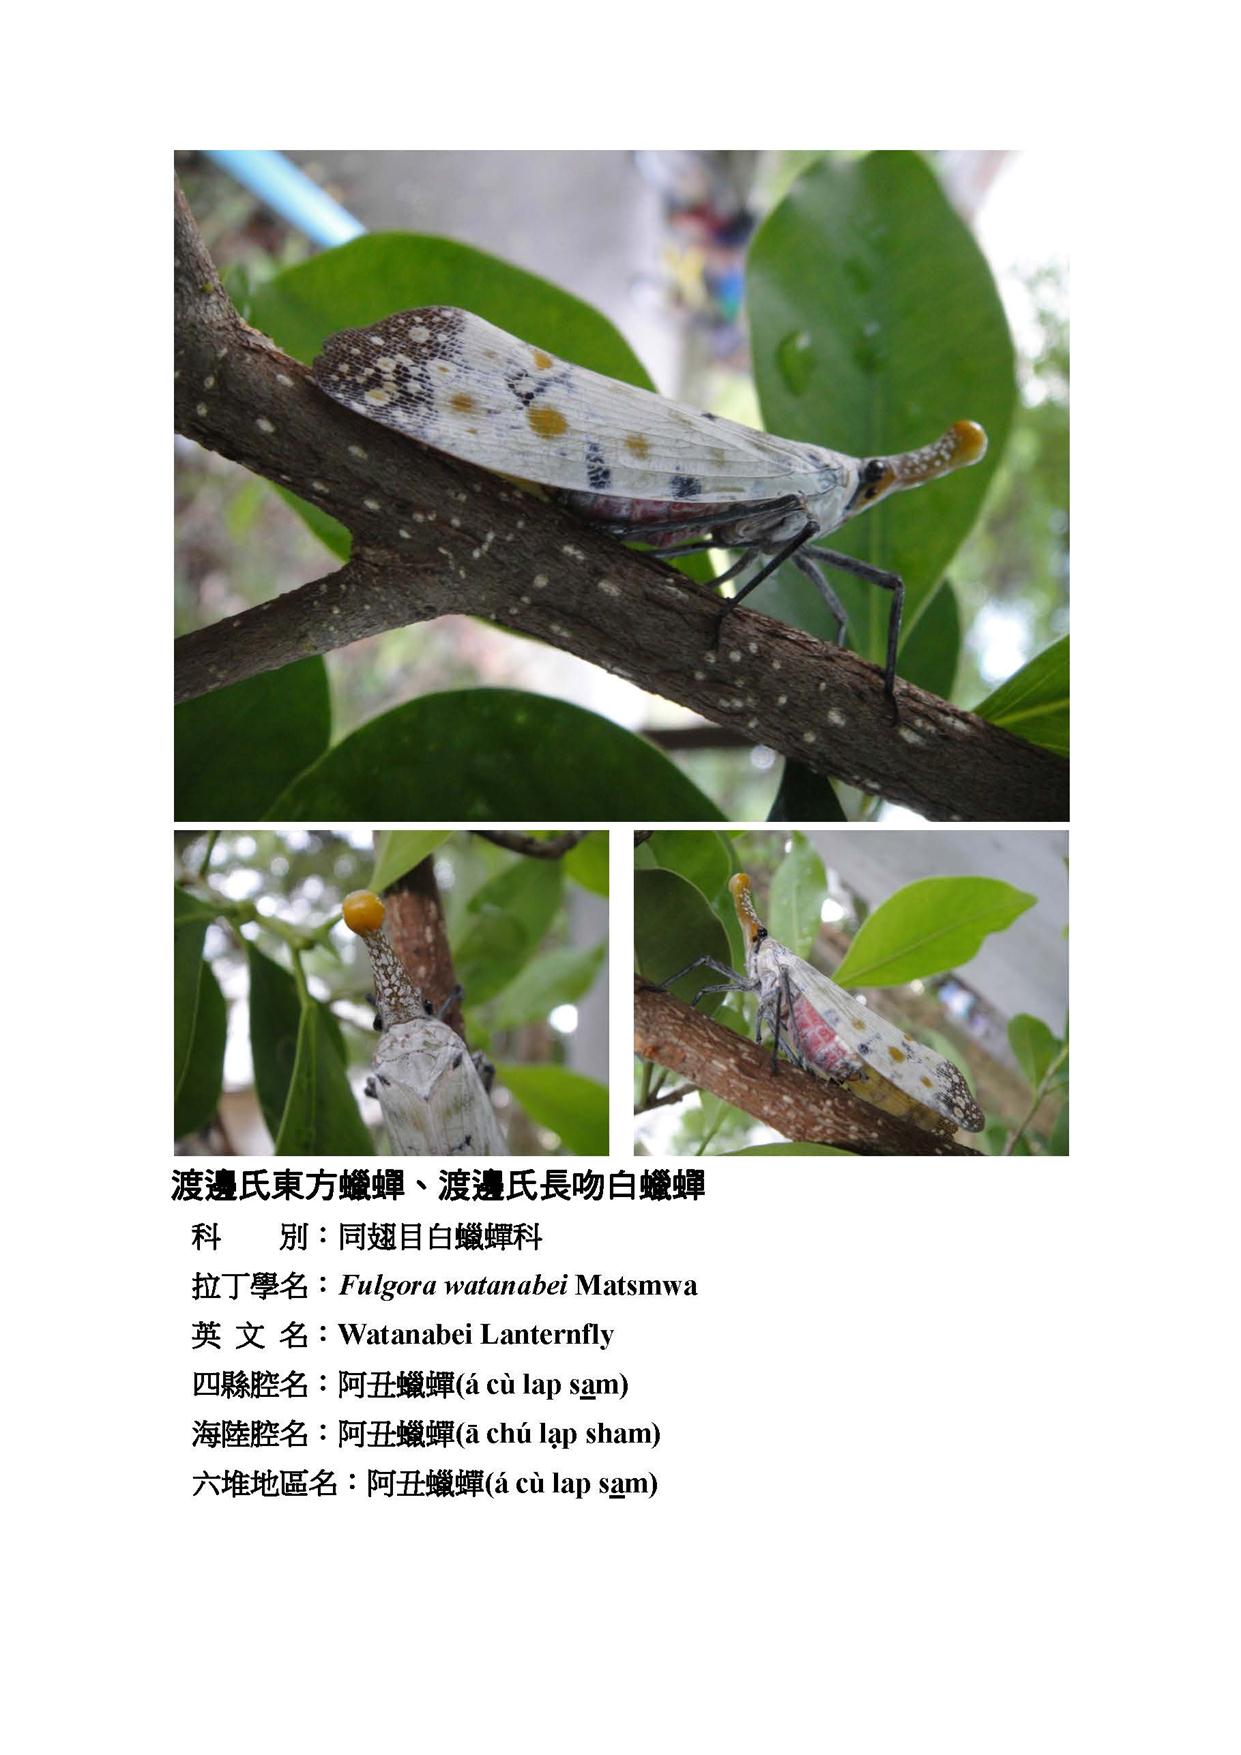 渡邊氏東方蠟蟬、渡邊氏長吻白蠟蟬
科　　別：同翅目白蠟蟬科
拉丁學名：Fulgora watanabei Matsmwa
英 文 名：Watanabei Lanternfly
四縣腔名：阿丑蠟蟬(á cù lap sam)
海陸腔名：阿丑蠟蟬(ā chú lạp sham)
六堆地區名：阿丑蠟蟬(á cù lap sam)